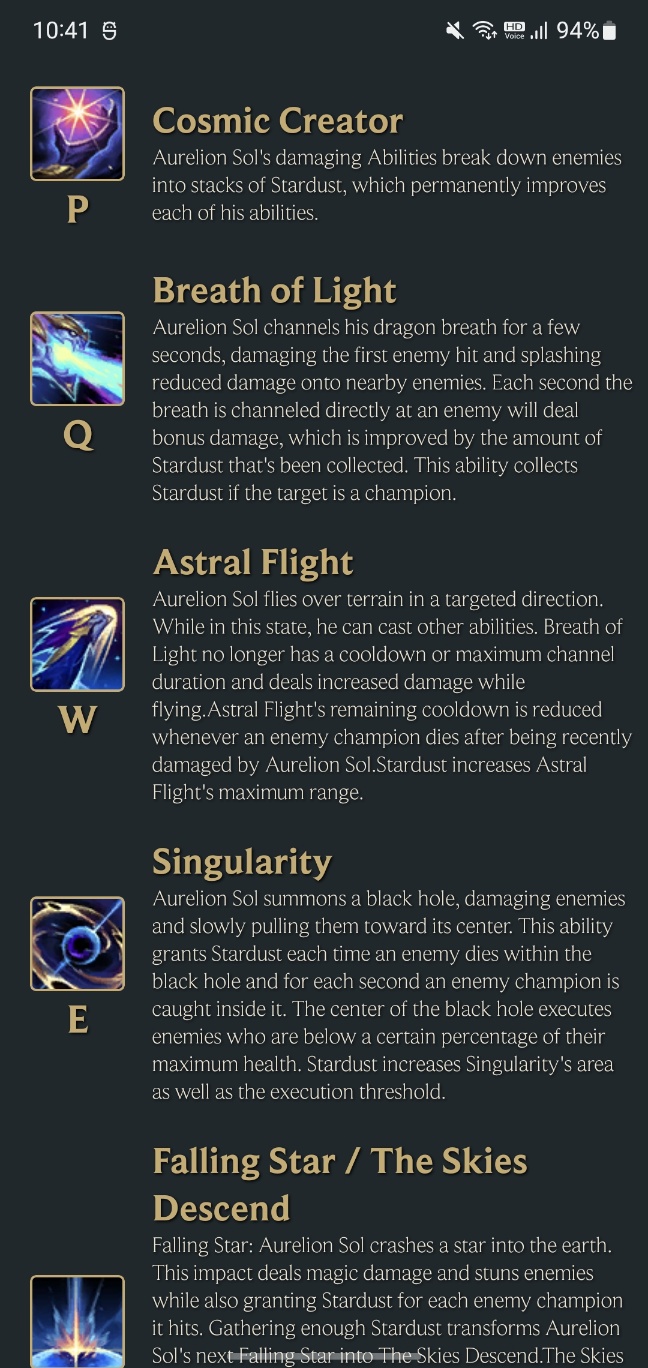 10:41 HD Voice 94%
Cosmic Creator
Aurelion Sol's damaging Abilities break down enemies
into stacks of Stardust, which permanently improves
each of his abilities.
P
Breath of Light
Aurelion Sol channels his dragon breath for a few
seconds, damaging the first enemy hit and splashing
reduced damage onto nearby enemies. Each second the
breath is channeled directly at an enemy will deal
bonus damage, which is improved by the amount of
Stardust that's been collected. This ability collects
Stardust if the target is a champion.
Q
Astral Flight
Aurelion Sol flies over terrain in a targeted direction.
While in this state, he can cast other abilities. Breath of
Light no longer has a cooldown or maximum channel
duration and deals increased damage while
flying.Astral Flight's remaining cooldown is reduced
whenever an enemy champion dies after being recently
damaged by Aurelion Sol.Stardust increases Astral
Flight's maximum range.
W
Singularity
Aurelion Sol summons a black hole, damaging enemies
and slowly pulling them toward its center. This ability
grants Stardust each time an enemy dies within the
black hole and for each second an enemy champion is
caught inside it. The center of the black hole executes
enemies who are below a certain percentage of their
maximum health. Stardust increases Singularity's area
as well as the execution threshold.
E
Falling Star / The Skies
Descend
Falling Star: Aurelion Sol crashes a star into the earth.
This impact deals magic damage and stuns enemies
while also granting Stardust for each enemy champion
it hits. Gathering enough Stardust transforms Aurelion
Sol's next Falling Star into The Skies Descend.The Skies